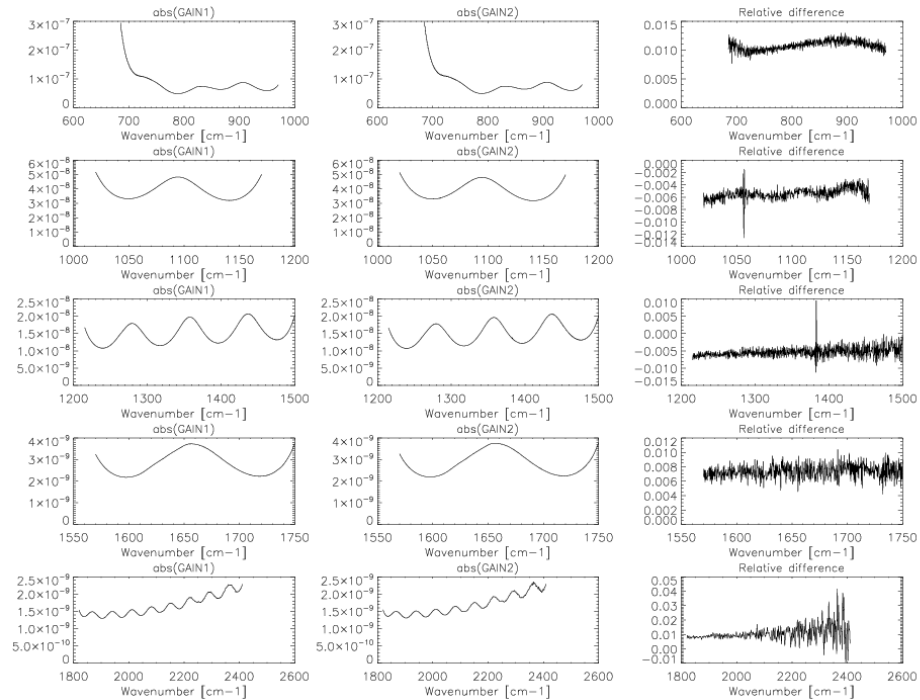 abs(GAIN1) abs(GAIN2) Relative difference
3×10⁻⁷ 3×10⁻⁷ 0.015
2×10⁻⁷ 2×10⁻⁷ 0.010
1×10⁻⁷ 1×10⁻⁷ 0.005
0 0 0.000
600 700 800 900 1000 600 700 800 900 1000 600 700 800 900 1000
Wavenumber [cm-1] Wavenumber [cm-1] Wavenumber [cm-1]
abs(GAIN1) abs(GAIN2) Relative difference
6×10⁻⁸ 6×10⁻⁸ 0.000
5×10⁻⁸ 5×10⁻⁸ -0.002
4×10⁻⁸ 4×10⁻⁸ -0.004
3×10⁻⁸ 3×10⁻⁸ -0.006
2×10⁻⁸ 2×10⁻⁸ -0.008
1×10⁻⁸ 1×10⁻⁸ -0.010
-0.012
0 0 -0.014
1000 1050 1100 1150 1200 1000 1050 1100 1150 1200 1000 1050 1100 1150 1200
Wavenumber [cm-1] Wavenumber [cm-1] Wavenumber [cm-1]
abs(GAIN1) abs(GAIN2) Relative difference
2.5×10⁻⁸ 2.5×10⁻⁸ 0.010
2.0×10⁻⁸ 2.0×10⁻⁸ 0.005
1.5×10⁻⁸ 1.5×10⁻⁸ 0.000
1.0×10⁻⁸ 1.0×10⁻⁸ -0.005
5.0×10⁻⁹ 5.0×10⁻⁹ -0.010
0 0 -0.015
1200 1300 1400 1500 1200 1300 1400 1500 1200 1300 1400 1500
Wavenumber [cm-1] Wavenumber [cm-1] Wavenumber [cm-1]
abs(GAIN1) abs(GAIN2) Relative difference
4×10⁻⁹ 4×10⁻⁹ 0.012
3×10⁻⁹ 3×10⁻⁹ 0.010
0.008
2×10⁻⁹ 2×10⁻⁹ 0.006
1×10⁻⁹ 1×10⁻⁹ 0.004
0.002
0 0 0.000
1550 1600 1650 1700 1750 1550 1600 1650 1700 1750 1550 1600 1650 1700 1750
Wavenumber [cm-1] Wavenumber [cm-1] Wavenumber [cm-1]
abs(GAIN1) abs(GAIN2) Relative difference
2.5×10⁻⁹ 2.5×10⁻⁹ 0.05
2.0×10⁻⁹ 2.0×10⁻⁹ 0.04
1.5×10⁻⁹ 1.5×10⁻⁹ 0.03
1.0×10⁻⁹ 1.0×10⁻⁹ 0.02
0.01
5.0×10⁻¹⁰ 5.0×10⁻¹⁰ 0.00
0 0 -0.01
1800 2000 2200 2400 2600 1800 2000 2200 2400 2600 1800 2000 2200 2400 2600
Wavenumber [cm-1] Wavenumber [cm-1] Wavenumber [cm-1]